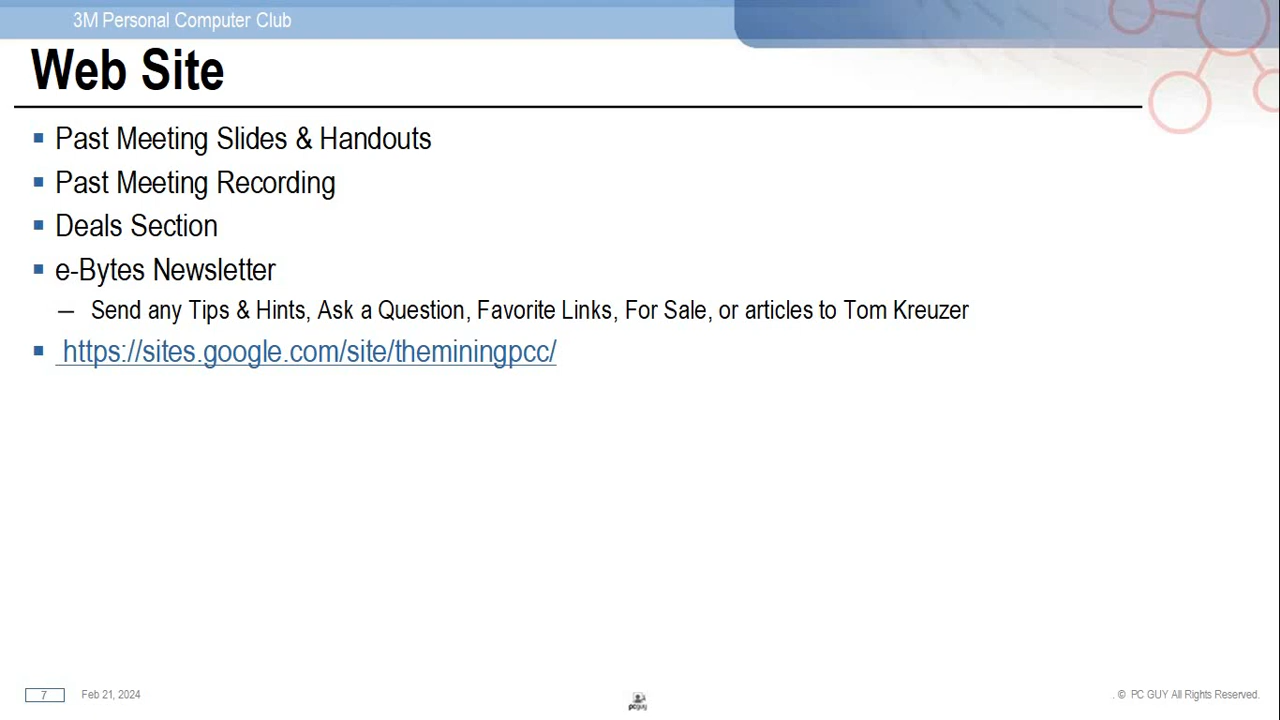 3M Personal Computer Club
Web Site
Past Meeting Slides & Handouts
Past Meeting Recording
Deals Section
e-Bytes Newsletter
– Send any Tips & Hints, Ask a Question, Favorite Links, For Sale, or articles to Tom Kreuzer
https://sites.google.com/site/theminingpcc/
7
Feb 21, 2024
pcguy
. © PC GUY All Rights Reserved.